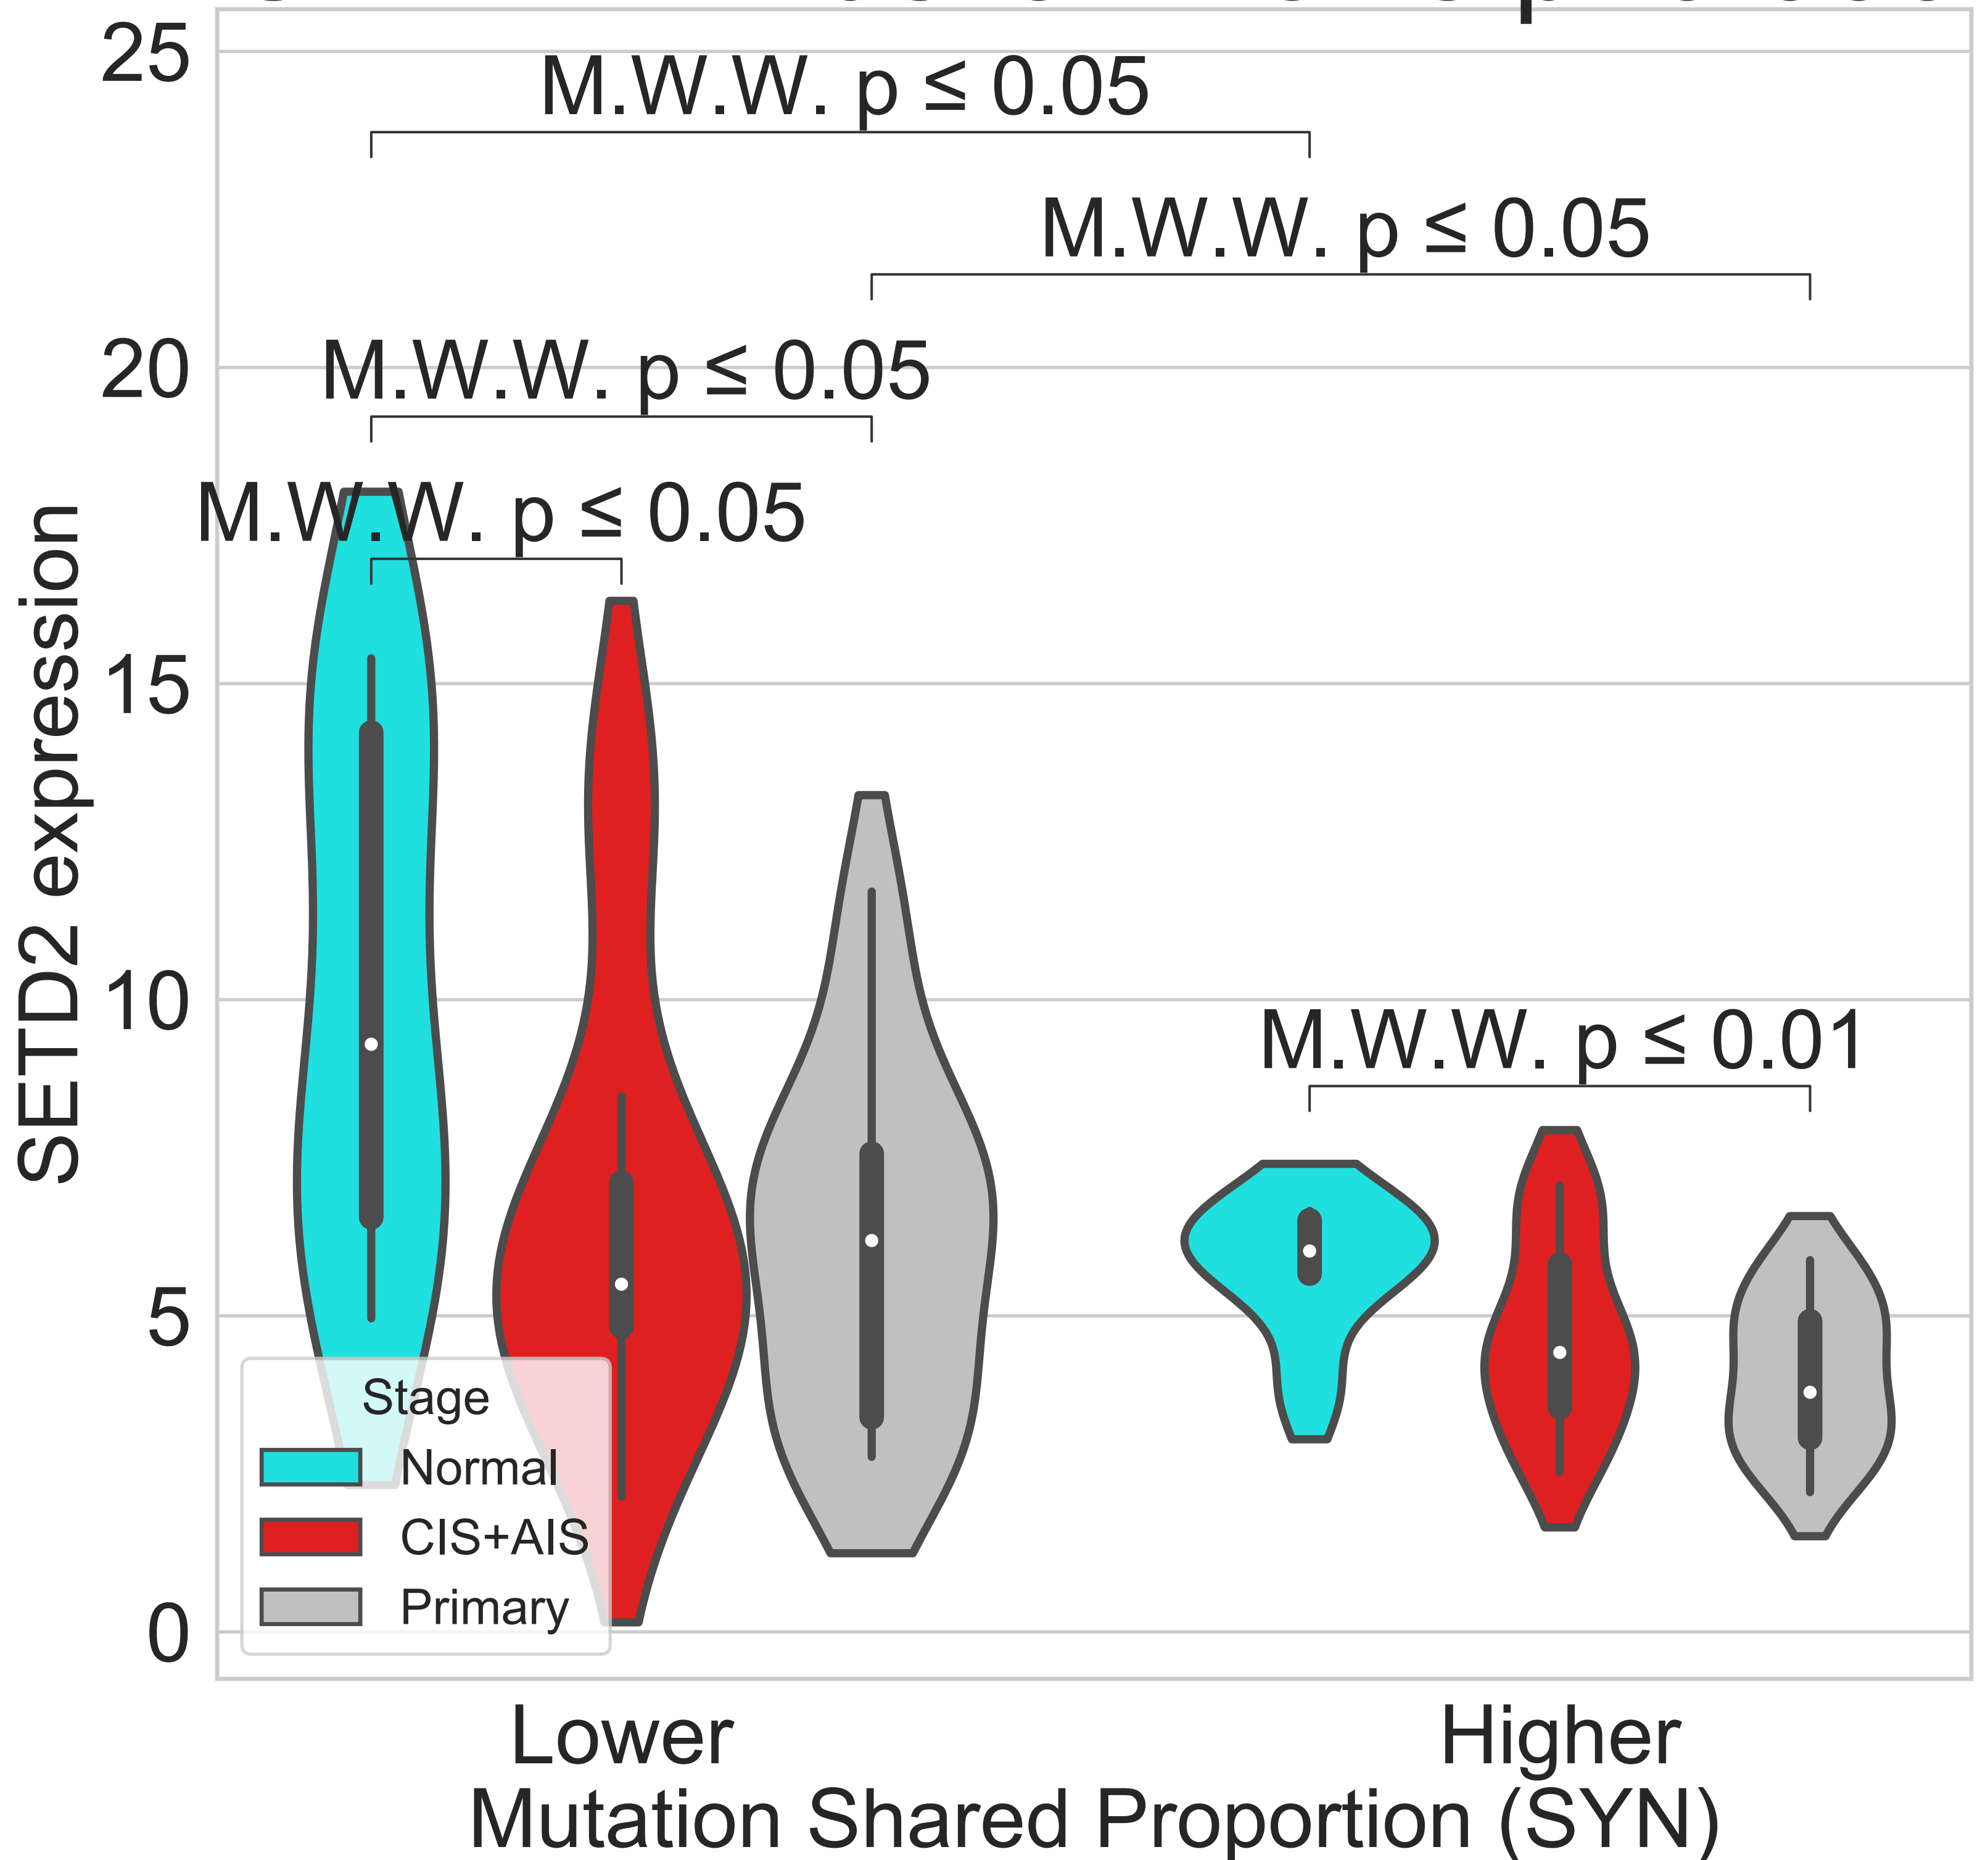 25
M.W.W. p ≤ 0.05
M.W.W. p ≤ 0.05
20
M.W.W. p ≤ 0.05
M.W.W. p ≤ 0.05
15
SETD2 expression
10
M.W.W. p ≤ 0.01
5
Stage
Normal
CIS+AIS
Primary
0
Lower
Higher
Mutation Shared Proportion (SYN)